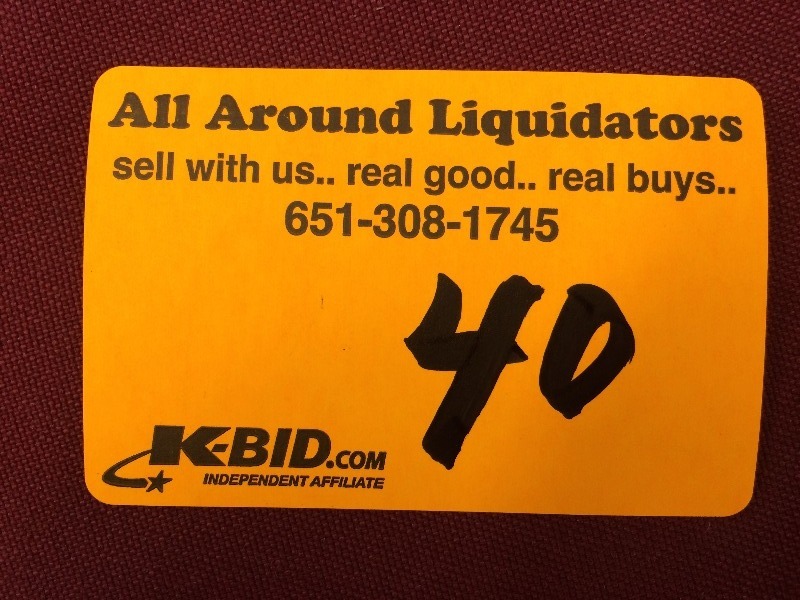 All Around Liquidators
sell with us.. real good.. real buys..
651-308-1745
40
K-BID.COM
INDEPENDENT AFFILIATE